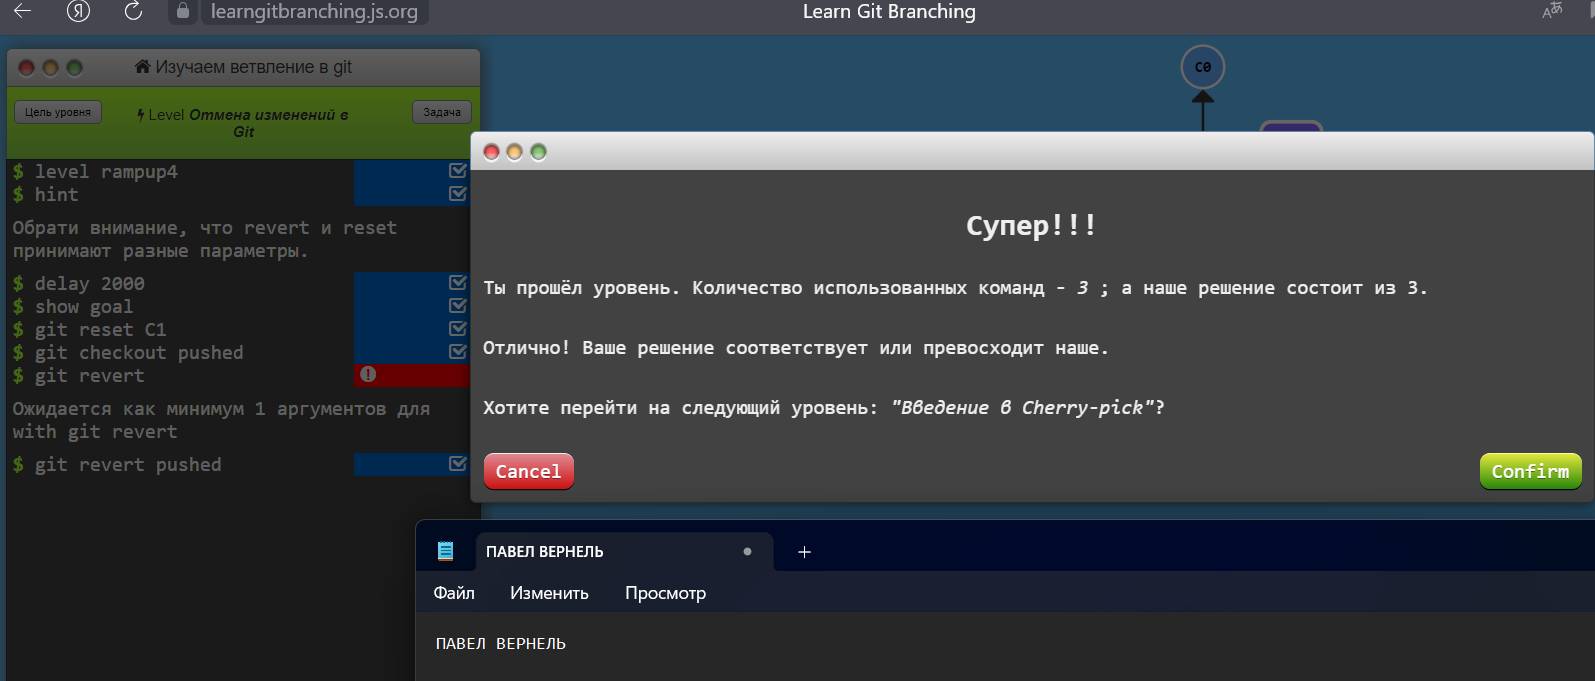 learngitbranching.js.org
Learn Git Branching
Изучаем ветвление в git
Цель уровня
Level Отмена изменений в
Git
Задача
$ level rampup4
$ hint
Обрати внимание, что revert и reset
принимают разные параметры.
$ delay 2000
$ show goal
$ git reset C1
$ git checkout pushed
$ git revert
Ожидается как минимум 1 аргументов для
with git revert
$ git revert pushed
C0
Супер!!!
Ты прошёл уровень. Количество использованных команд - 3 ; а наше решение состоит из 3.
Отлично! Ваше решение соответствует или превосходит наше.
Хотите перейти на следующий уровень: "Введение в Cherry-pick"?
Cancel
Confirm
ПАВЕЛ ВЕРНЕЛЬ
Файл Изменить Просмотр
ПАВЕЛ ВЕРНЕЛЬ